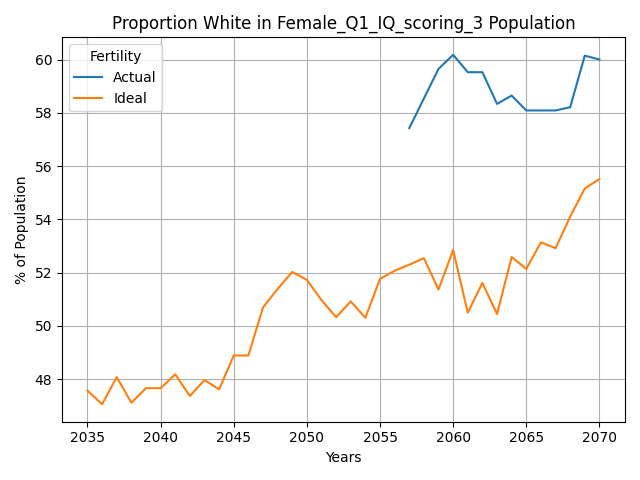 Proportion White in Female_Q1_IQ_scoring_3 Population
Fertility
Actual
Ideal
% of Population
60
58
56
54
52
50
48
2035 2040 2045 2050 2055 2060 2065 2070
Years